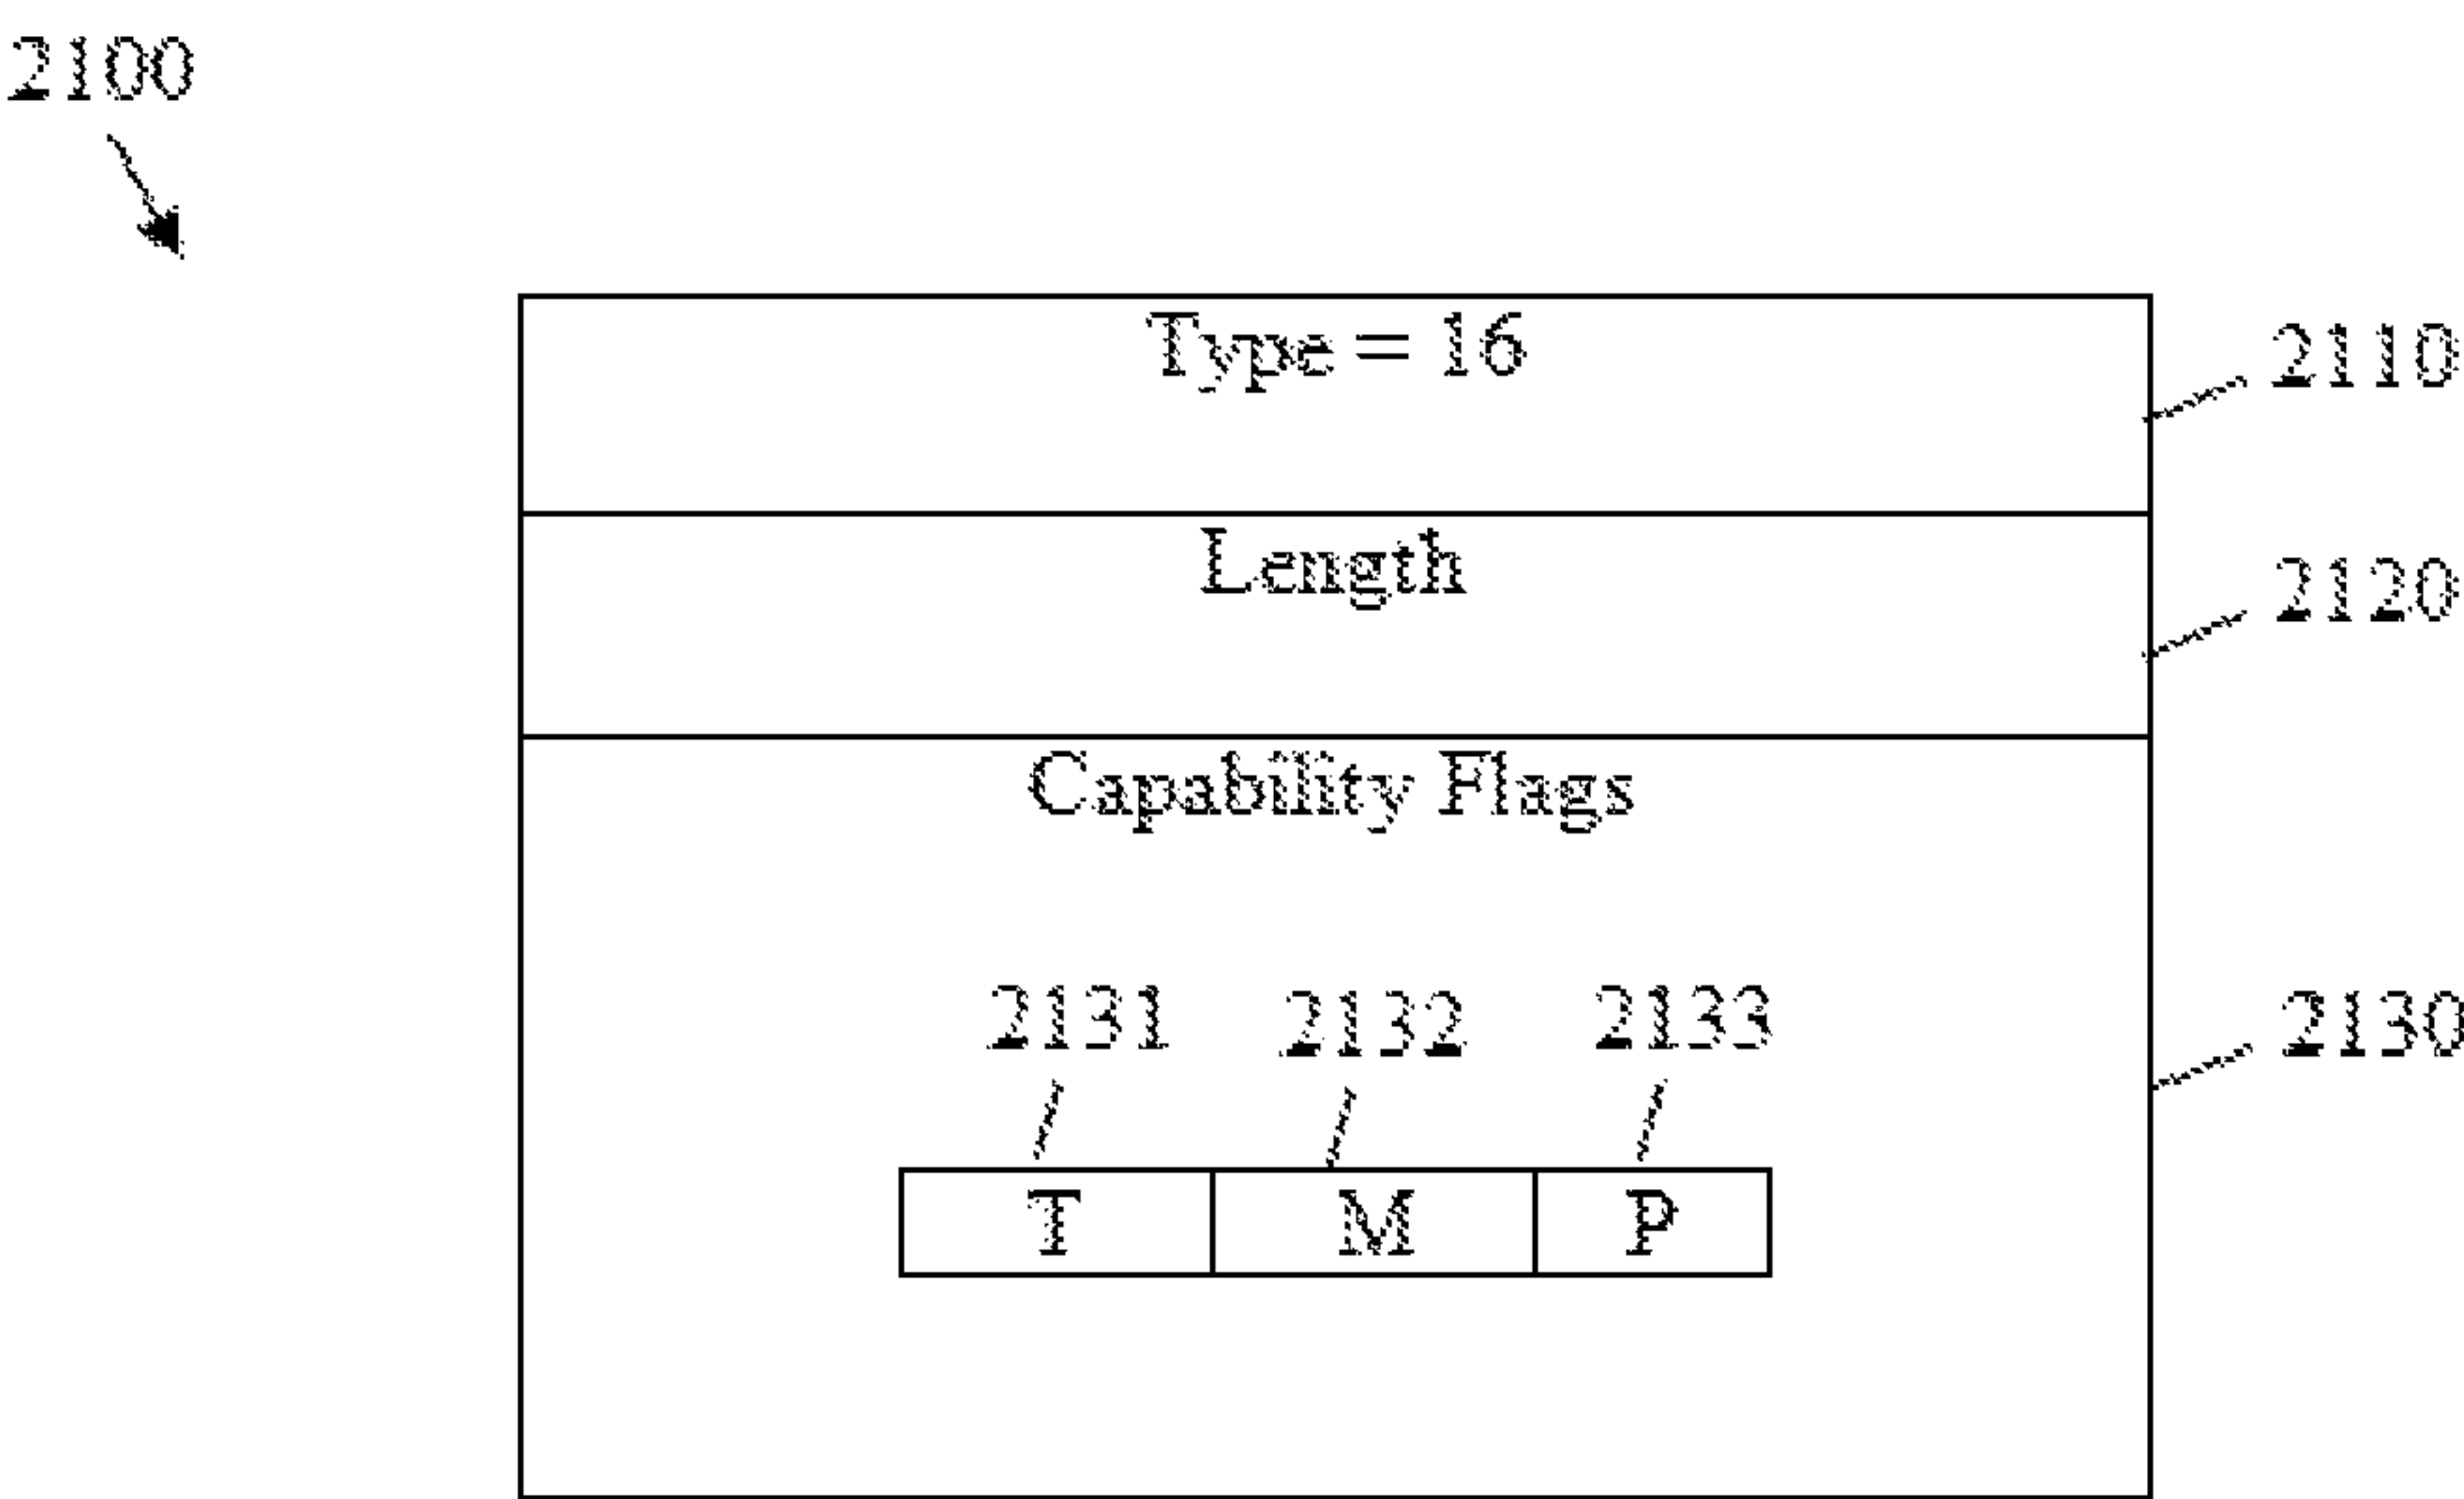 2100
Type = 16
2110
Length
2120
Capability Flags
2131 2132 2133
2130
T M P